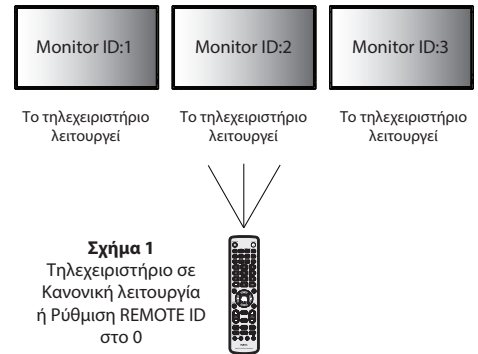 Monitor ID:1 Monitor ID:2 Monitor ID:3
Το τηλεχειριστήριο Το τηλεχειριστήριο Το τηλεχειριστήριο
λειτουργεί λειτουργεί λειτουργεί
Σχήμα 1
Τηλεχειριστήριο σε
Κανονική λειτουργία
ή Ρύθμιση REMOTE ID
στο 0